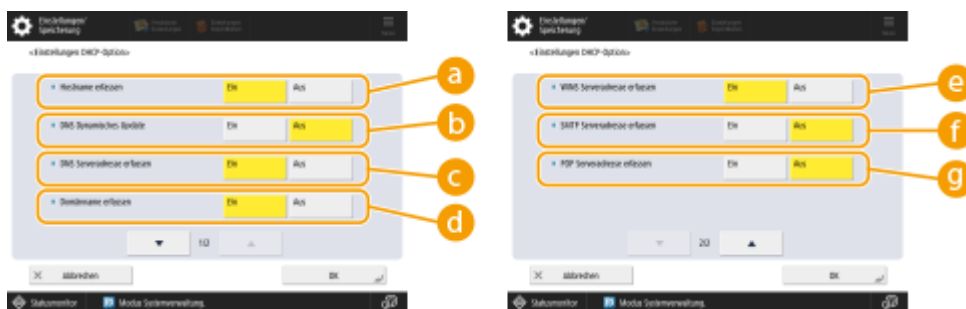 Einstellungen/
Speicherung
<Einstellungen DHCP-Option>
Hostname erfassen
Ein
Aus
a
DNS Dynamisches Update
Ein
Aus
b
DNS Serveradresse erfassen
Ein
Aus
c
Domänname erfassen
Ein
Aus
d
1/2
Abbrechen
OK
Statusmonitor
Modus Systemverwaltung.
Einstellungen/
Speicherung
<Einstellungen DHCP-Option>
WINS Serveradresse erfassen
Ein
Aus
e
SMTP Serveradresse erfassen
Ein
Aus
f
POP Serveradresse erfassen
Ein
Aus
g
2/2
Abbrechen
OK
Statusmonitor
Modus Systemverwaltung.